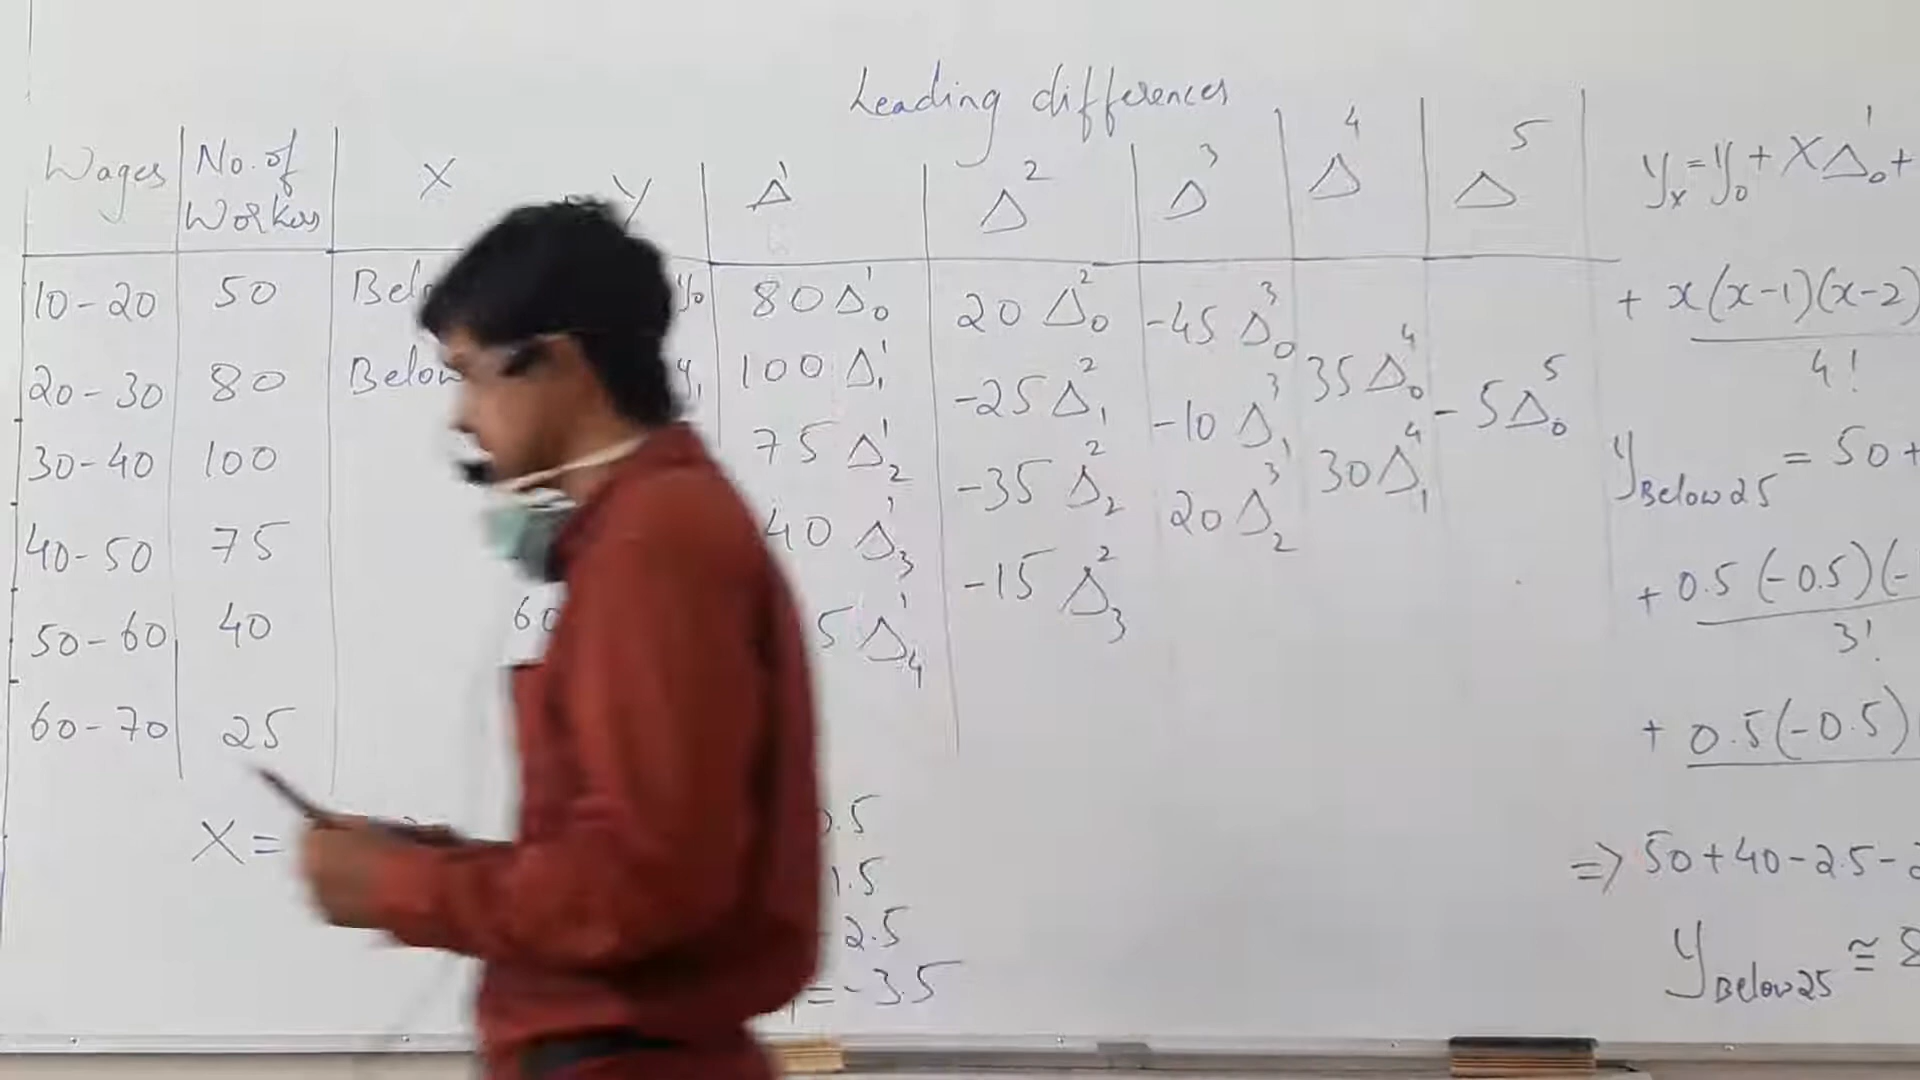 Leading differences
Wages No. of Workers X Y Δ¹ Δ² Δ³ Δ⁴ Δ⁵
10-20 50 y₀ 80 Δ¹₀ 20 Δ²₀ -45 Δ³₀
20-30 80 Below y₁ 100 Δ¹₁ -25 Δ²₁ -10 Δ³₁ 35 Δ⁴₀ -5 Δ⁵₀
30-40 100 75 Δ¹₂ -35 Δ²₂ 20 Δ³₂ 30 Δ⁴₁
40-50 75 40 Δ¹₃ -15 Δ²₃
50-60 40 60 5 Δ¹₄
60-70 25
X =
.5
1.5
2.5
= -3.5
yₓ = y₀ + XΔ¹₀ +
+ x(x-1)(x-2)
4!
y Below 25 = 50 +
+ 0.5 (-0.5)(-
3!
+ 0.5(-0.5)
=> 50+40-2.5-2
y Below 25 ≅ 8